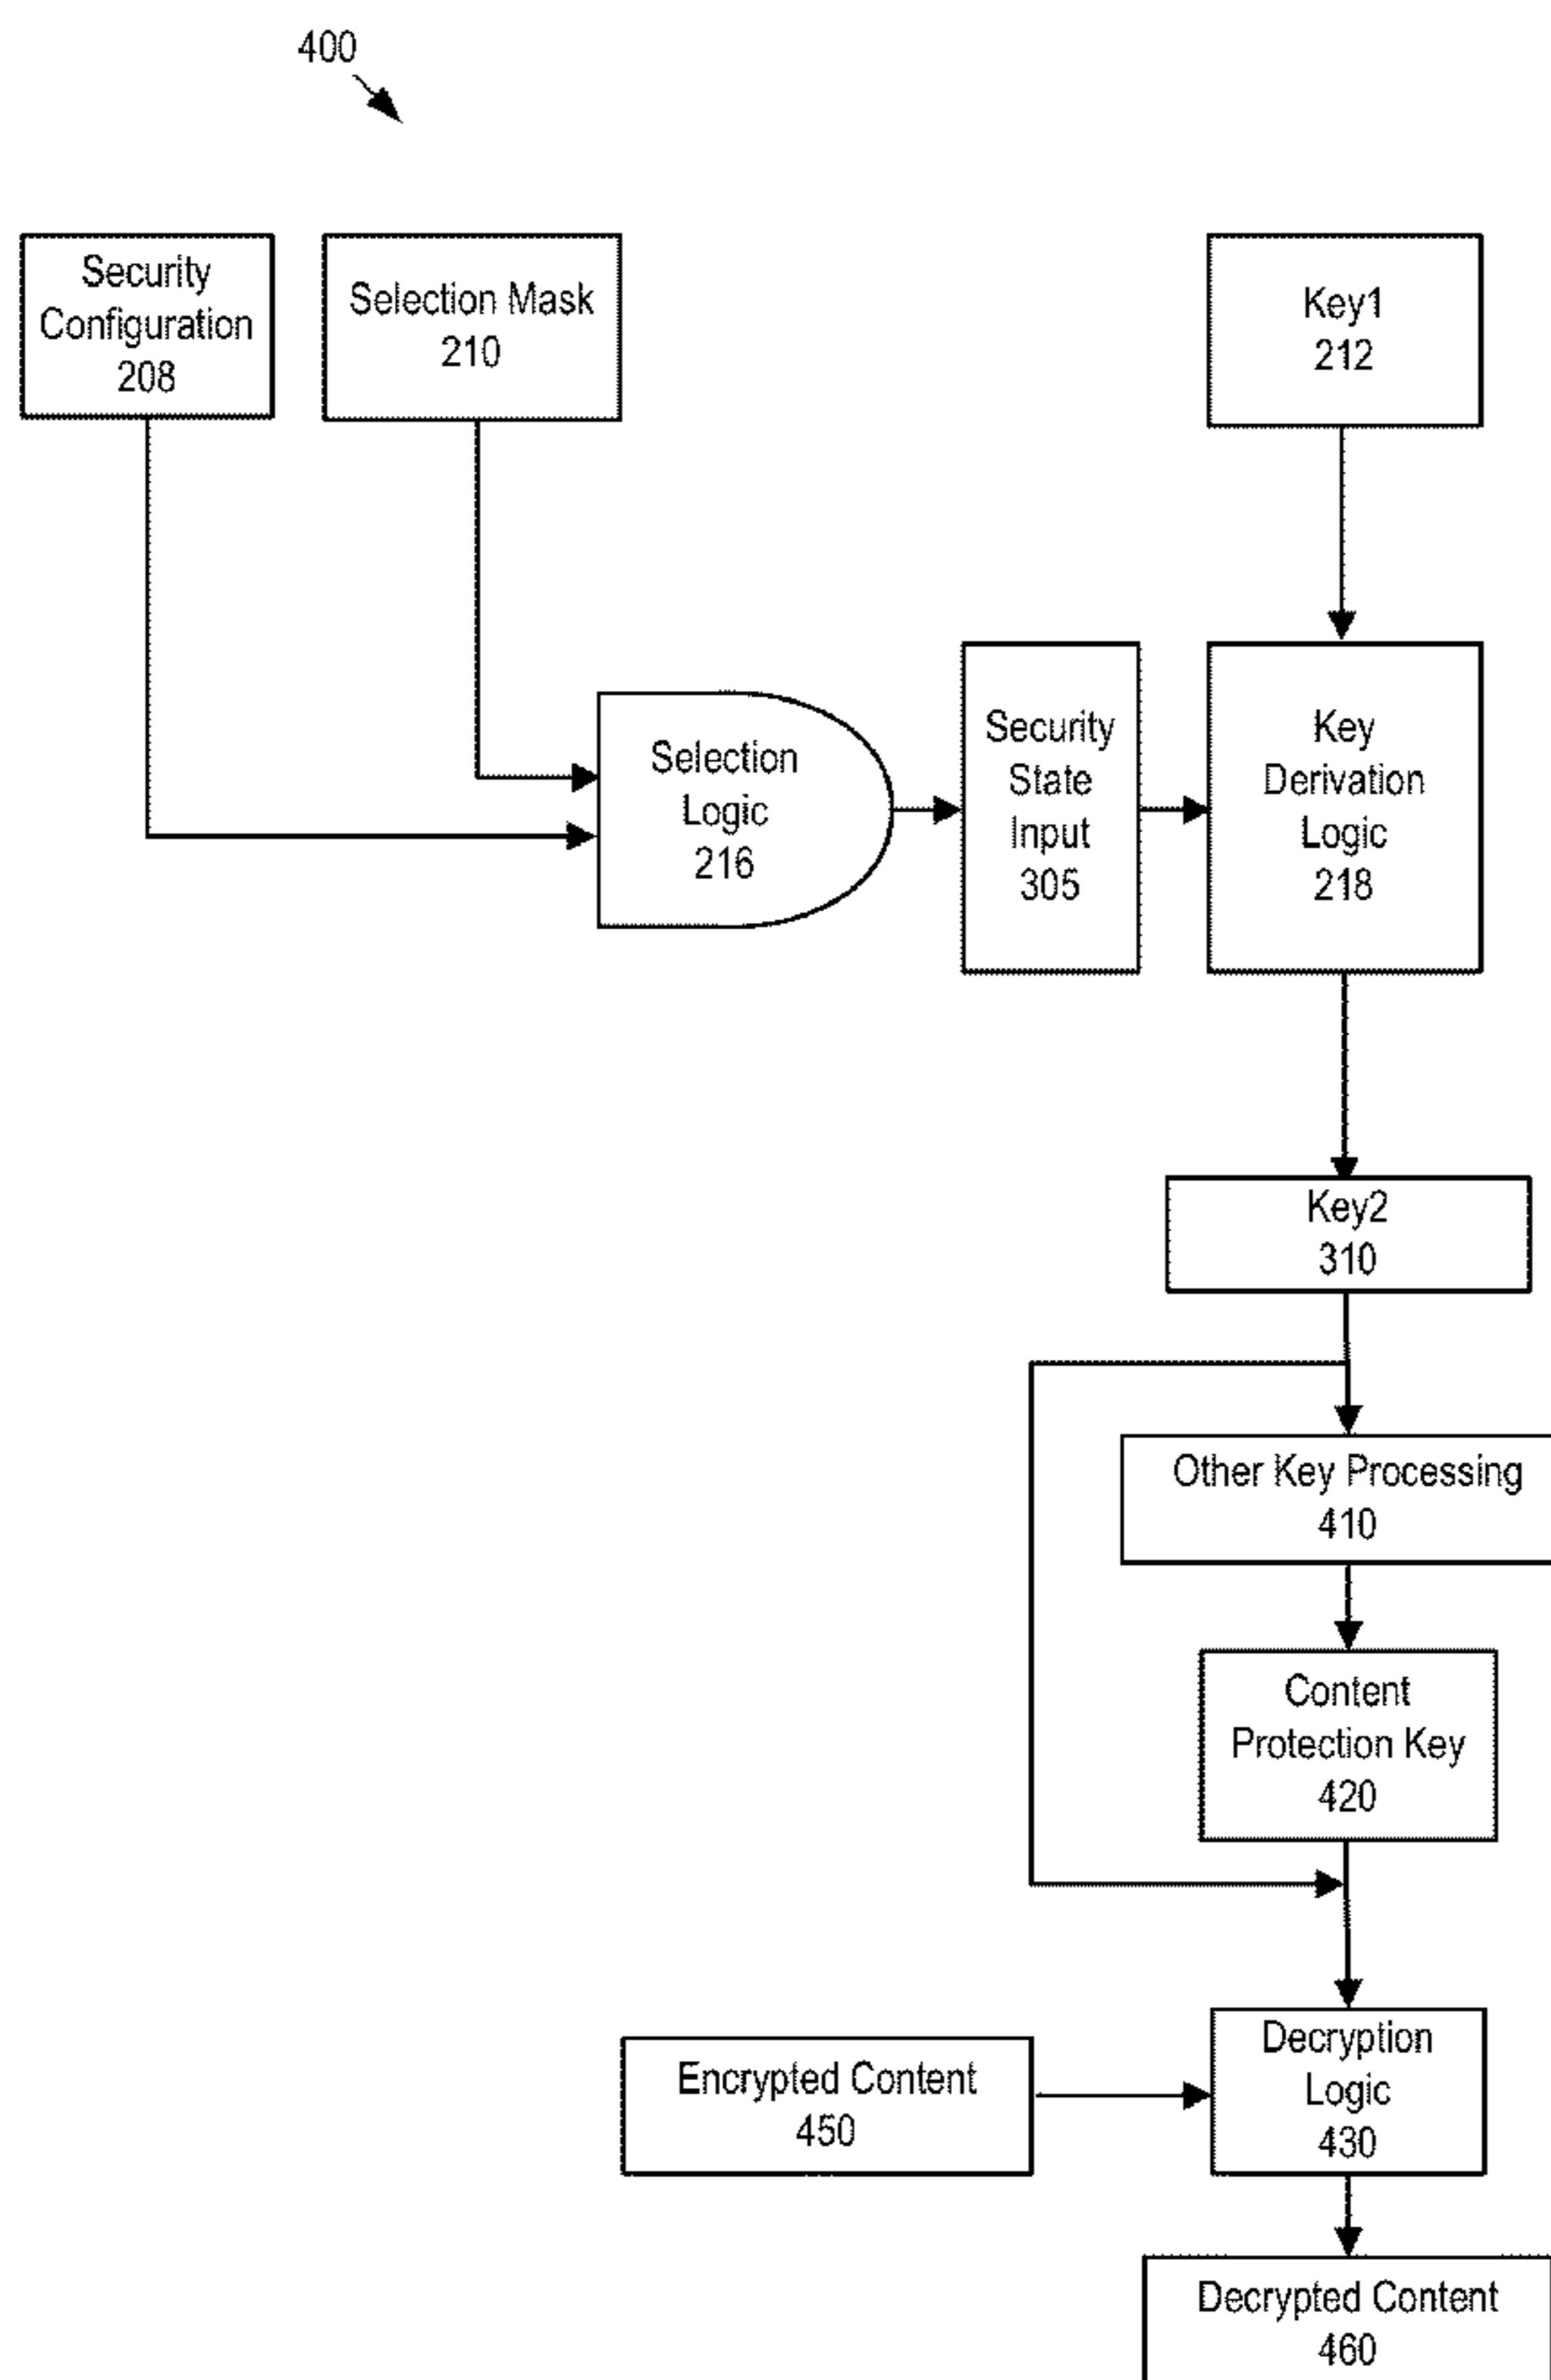 400
Security
Configuration
208
Selection Mask
210
Key1
212
Selection
Logic
216
Security
State
Input
305
Key
Derivation
Logic
218
Key2
310
Other Key Processing
410
Content
Protection Key
420
Encrypted Content
450
Decryption
Logic
430
Decrypted Content
460